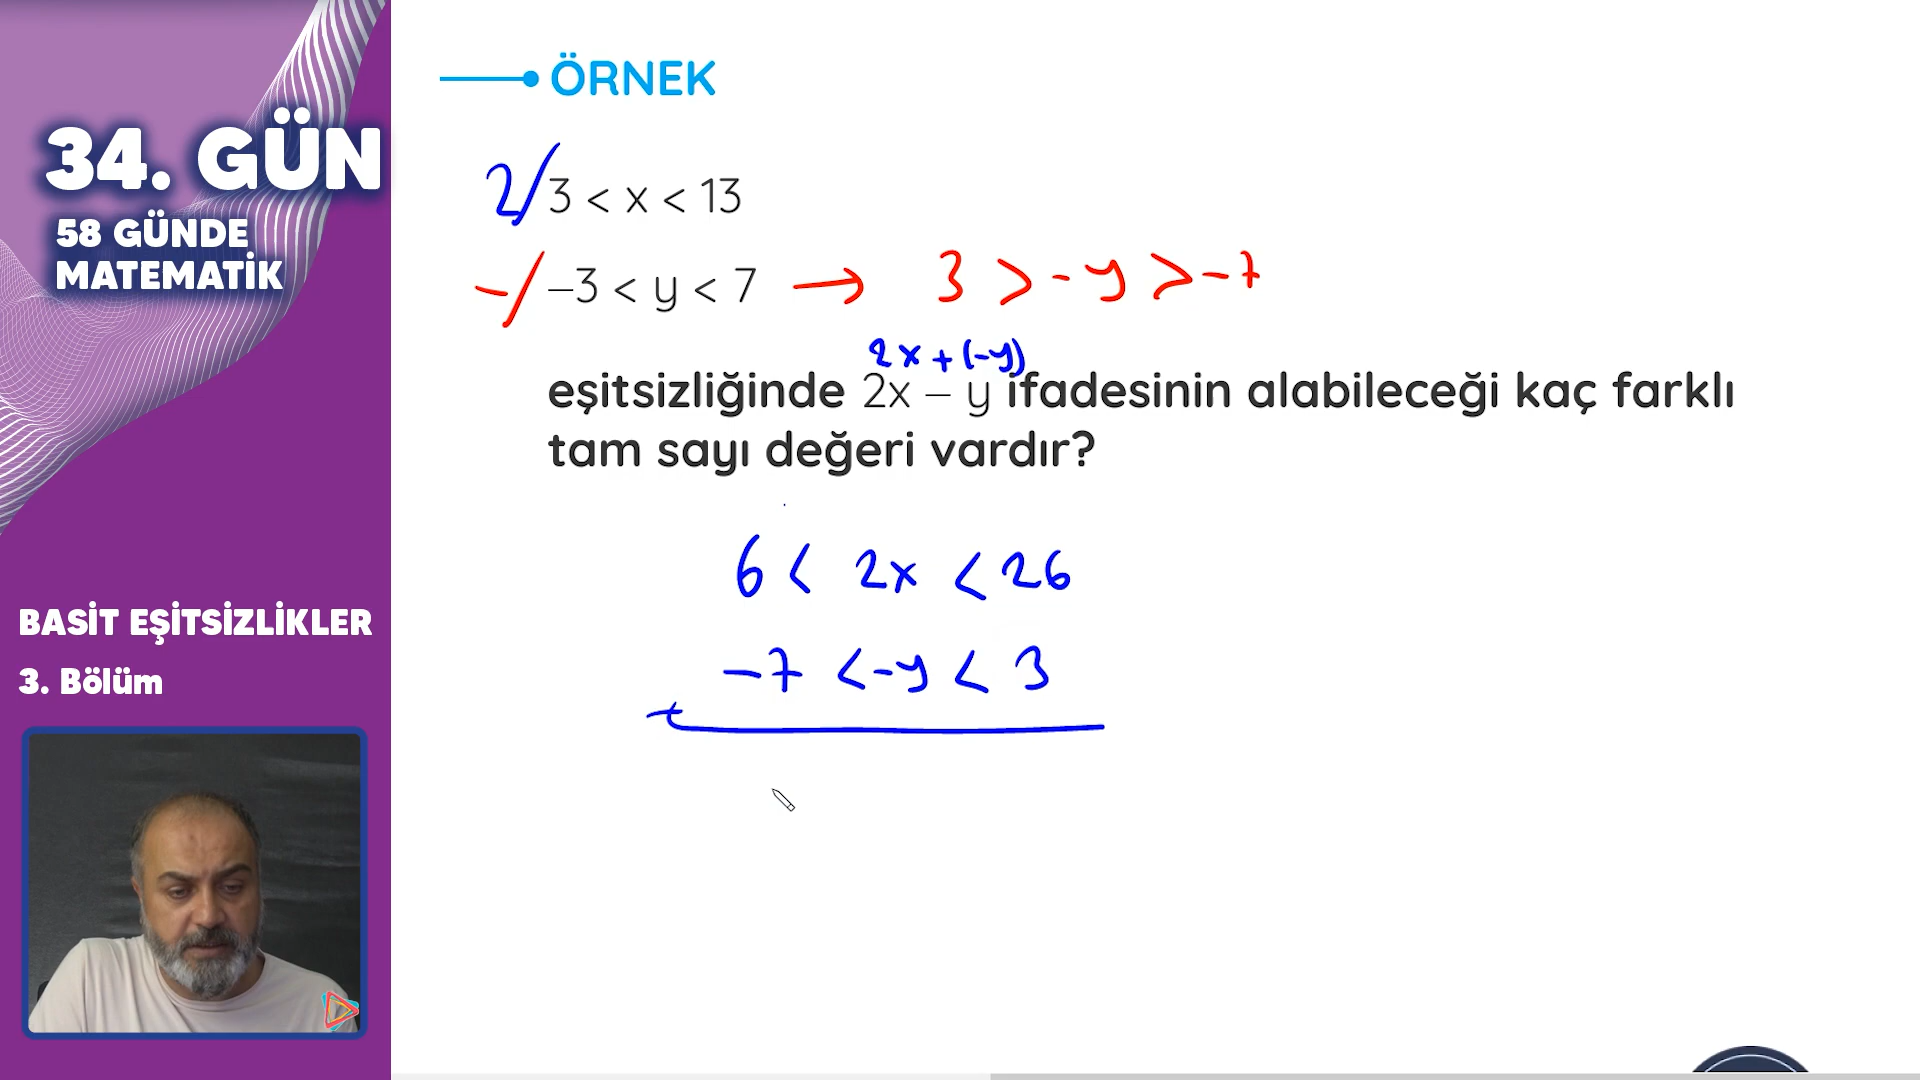 34. GÜN
58 GÜNDE
MATEMATİK
BASİT EŞİTSİZLİKLER
3. Bölüm
ÖRNEK
2/ 3 < x < 13
-/ –3 < y < 7 → 3 > -y > -7
2x + (-y)
eşitsizliğinde 2x – y ifadesinin alabileceği kaç farklı
tam sayı değeri vardır?
6 < 2x < 26
-7 < -y < 3
+